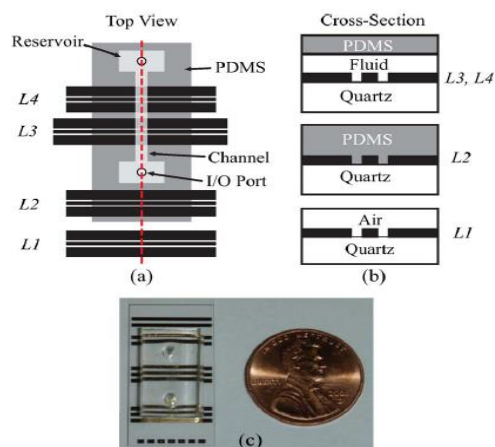 Top View
Reservoir
PDMS
L4
L3
Channel
I/O Port
L2
L1
(a)
Cross-Section
PDMS
Fluid
L3, L4
Quartz
PDMS
L2
Quartz
Air
L1
Quartz
(b)
(c)